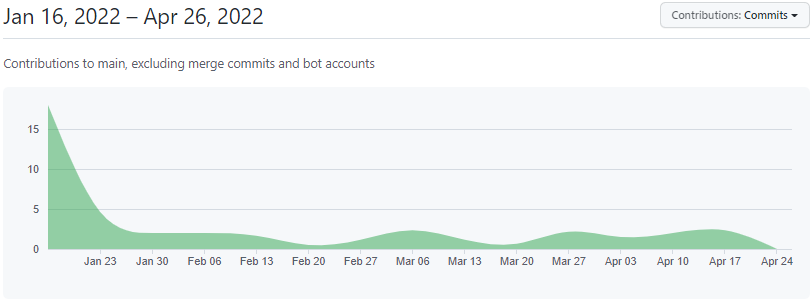 Jan 16, 2022 – Apr 26, 2022
Contributions: Commits
Contributions to main, excluding merge commits and bot accounts
15
10
5
0
Jan 23 Jan 30 Feb 06 Feb 13 Feb 20 Feb 27 Mar 06 Mar 13 Mar 20 Mar 27 Apr 03 Apr 10 Apr 17 Apr 24